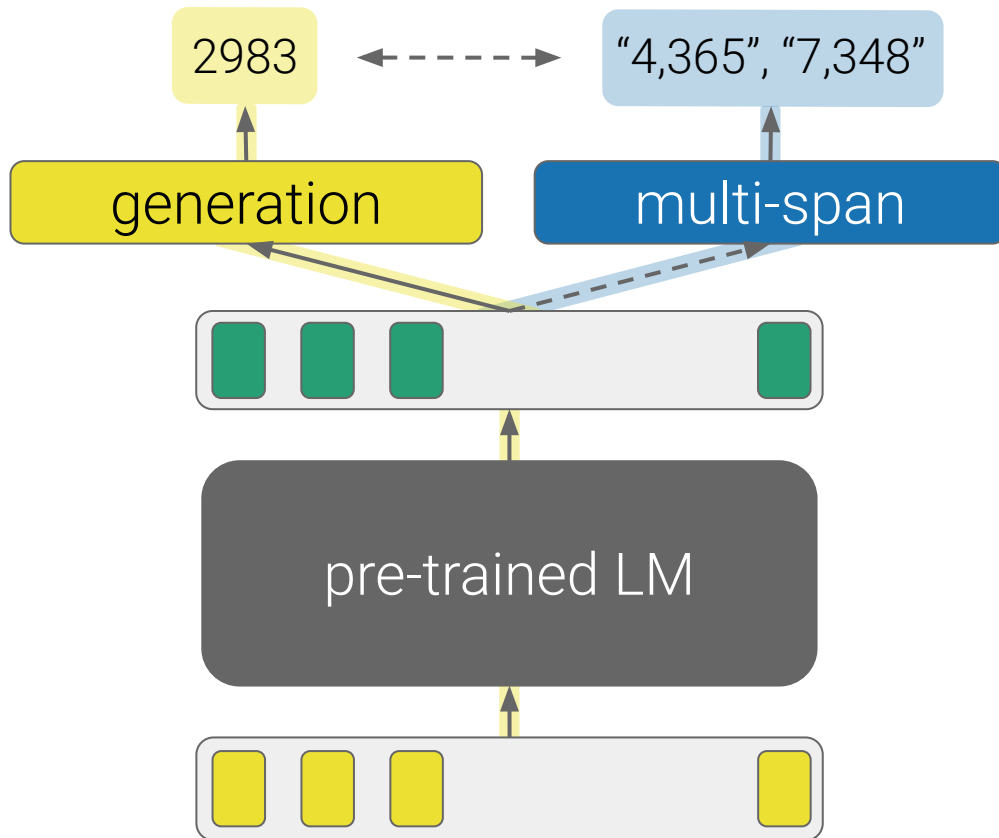 2983
“4,365”, “7,348”
generation
multi-span
pre-trained LM